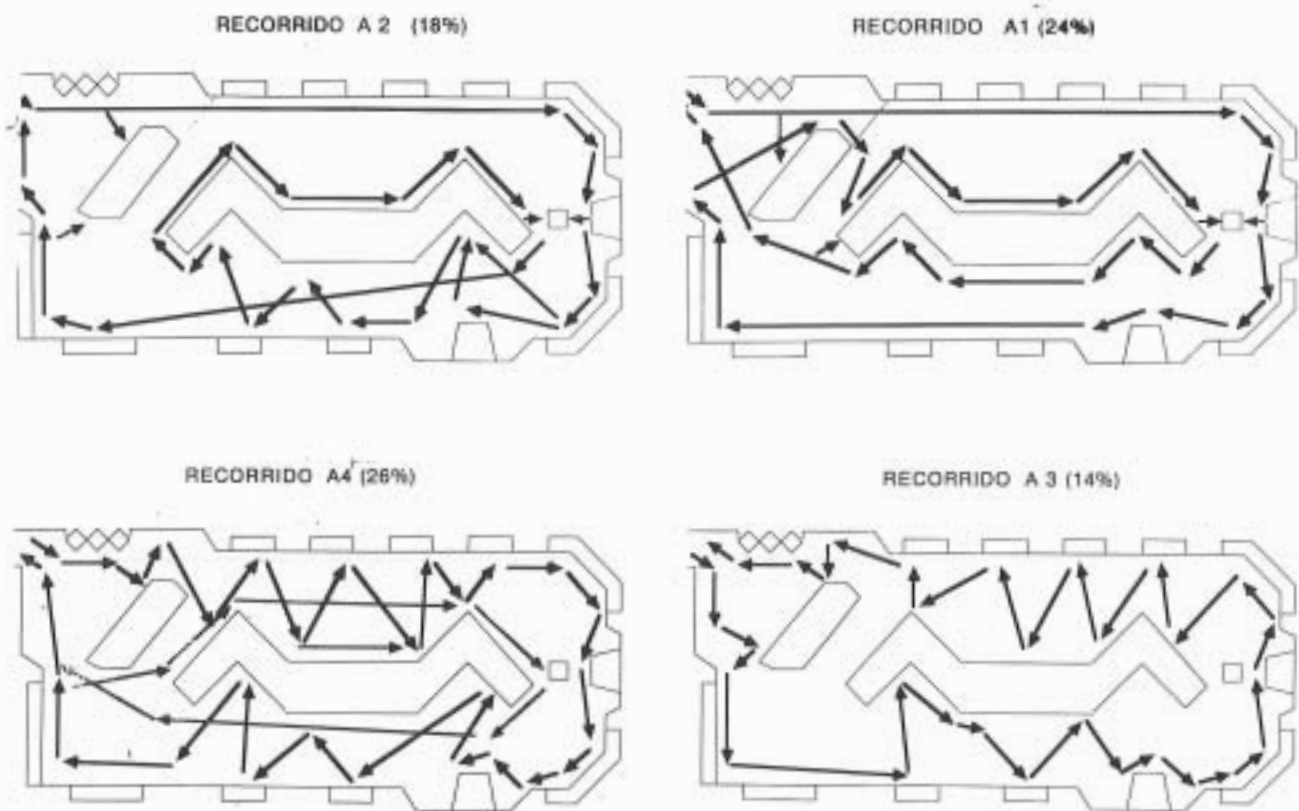 RECORRIDO A 2 (18%)
RECORRIDO A1 (24%)
RECORRIDO A4 (26%)
RECORRIDO A 3 (14%)